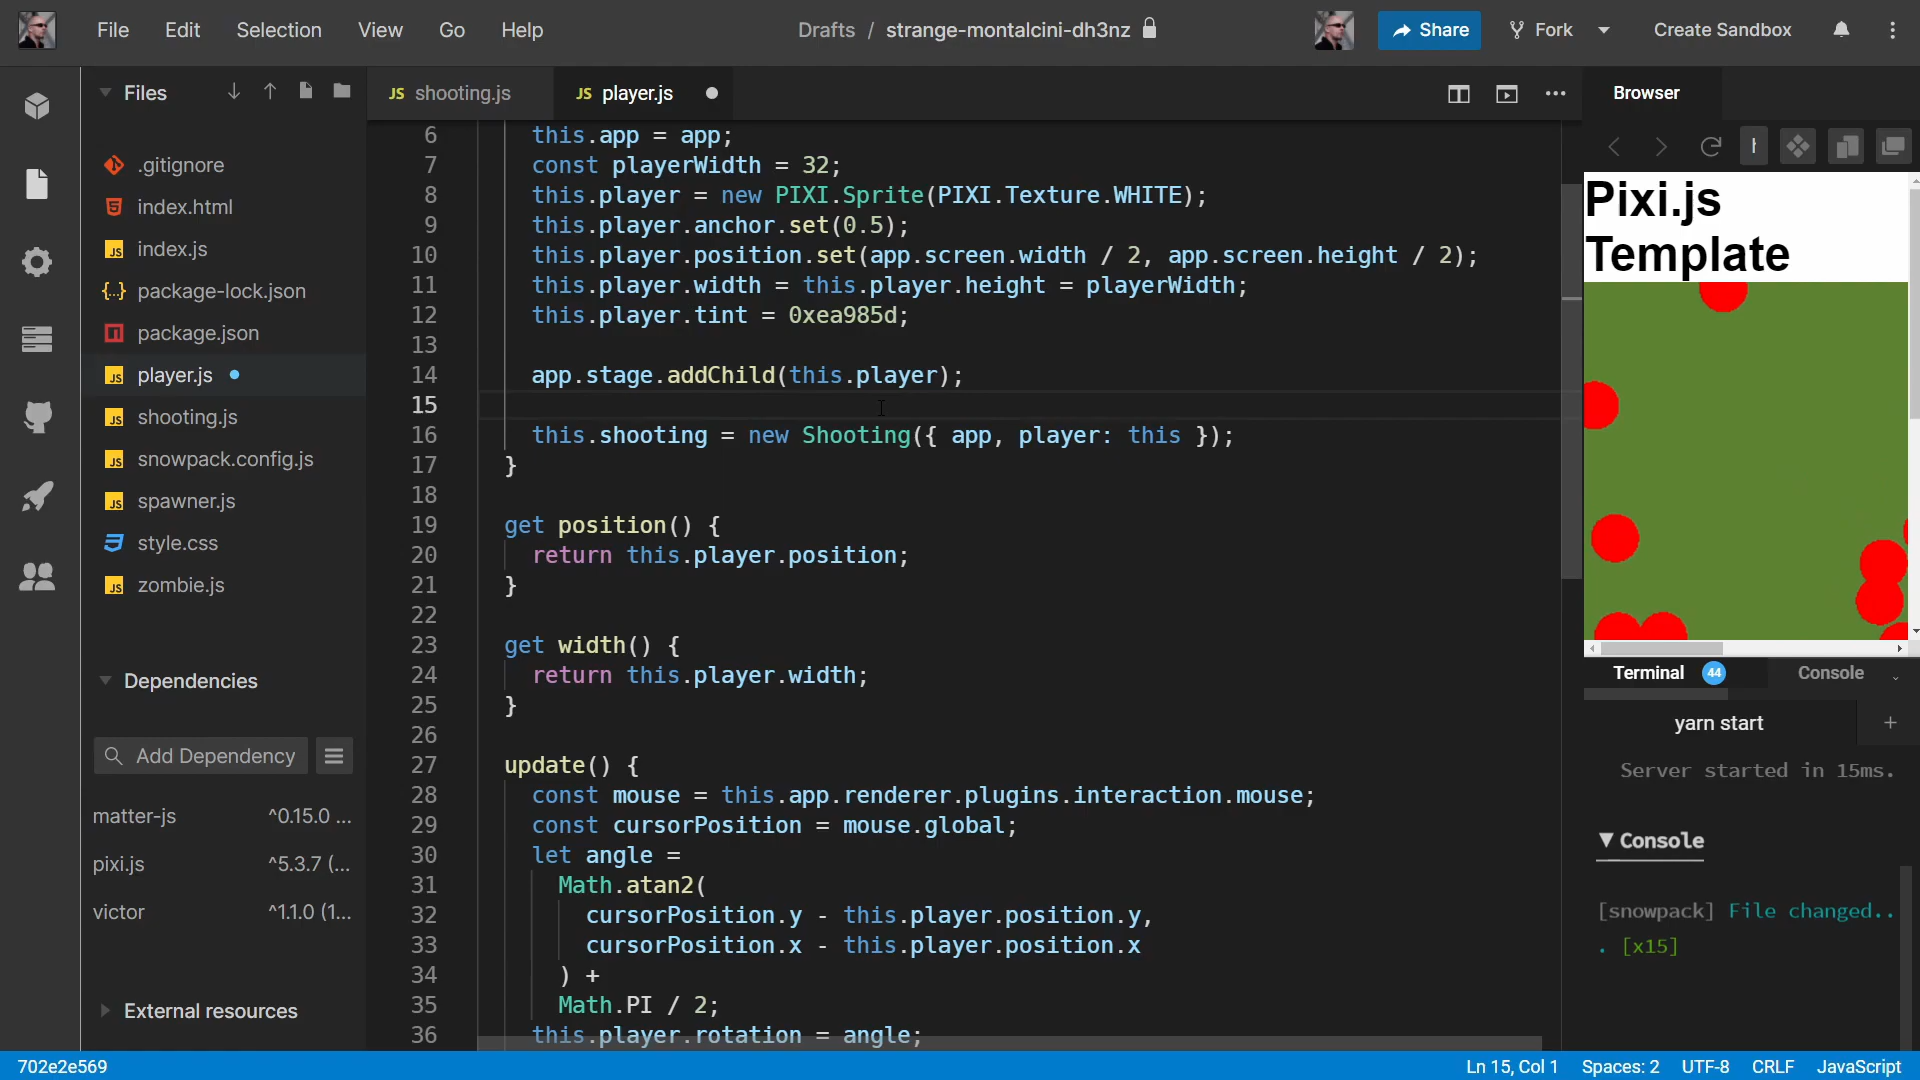 File Edit Selection View Go Help
Drafts / strange-montalcini-dh3nz
Share
Fork
Create Sandbox
Files
.gitignore
index.html
index.js
package-lock.json
package.json
player.js
shooting.js
snowpack.config.js
spawner.js
style.css
zombie.js
Dependencies
Add Dependency
matter-js ^0.15.0 ...
pixi.js ^5.3.7 (...
victor ^1.1.0 (1...
External resources
JS shooting.js
JS player.js
6 this.app = app;
7 const playerWidth = 32;
8 this.player = new PIXI.Sprite(PIXI.Texture.WHITE);
9 this.player.anchor.set(0.5);
10 this.player.position.set(app.screen.width / 2, app.screen.height / 2);
11 this.player.width = this.player.height = playerWidth;
12 this.player.tint = 0xea985d;
13
14 app.stage.addChild(this.player);
15
16 this.shooting = new Shooting({ app, player: this });
17 }
18
19 get position() {
20 return this.player.position;
21 }
22
23 get width() {
24 return this.player.width;
25 }
26
27 update() {
28 const mouse = this.app.renderer.plugins.interaction.mouse;
29 const cursorPosition = mouse.global;
30 let angle =
31 Math.atan2(
32 cursorPosition.y - this.player.position.y,
33 cursorPosition.x - this.player.position.x
34 ) +
35 Math.PI / 2;
36 this.player.rotation = angle;
Browser
Pixi.js
Template
Terminal 44 Console
yarn start
Server started in 15ms.
▼ Console
[snowpack] File changed..
. [x15]
702e2e569
Ln 15, Col 1 Spaces: 2 UTF-8 CRLF JavaScript